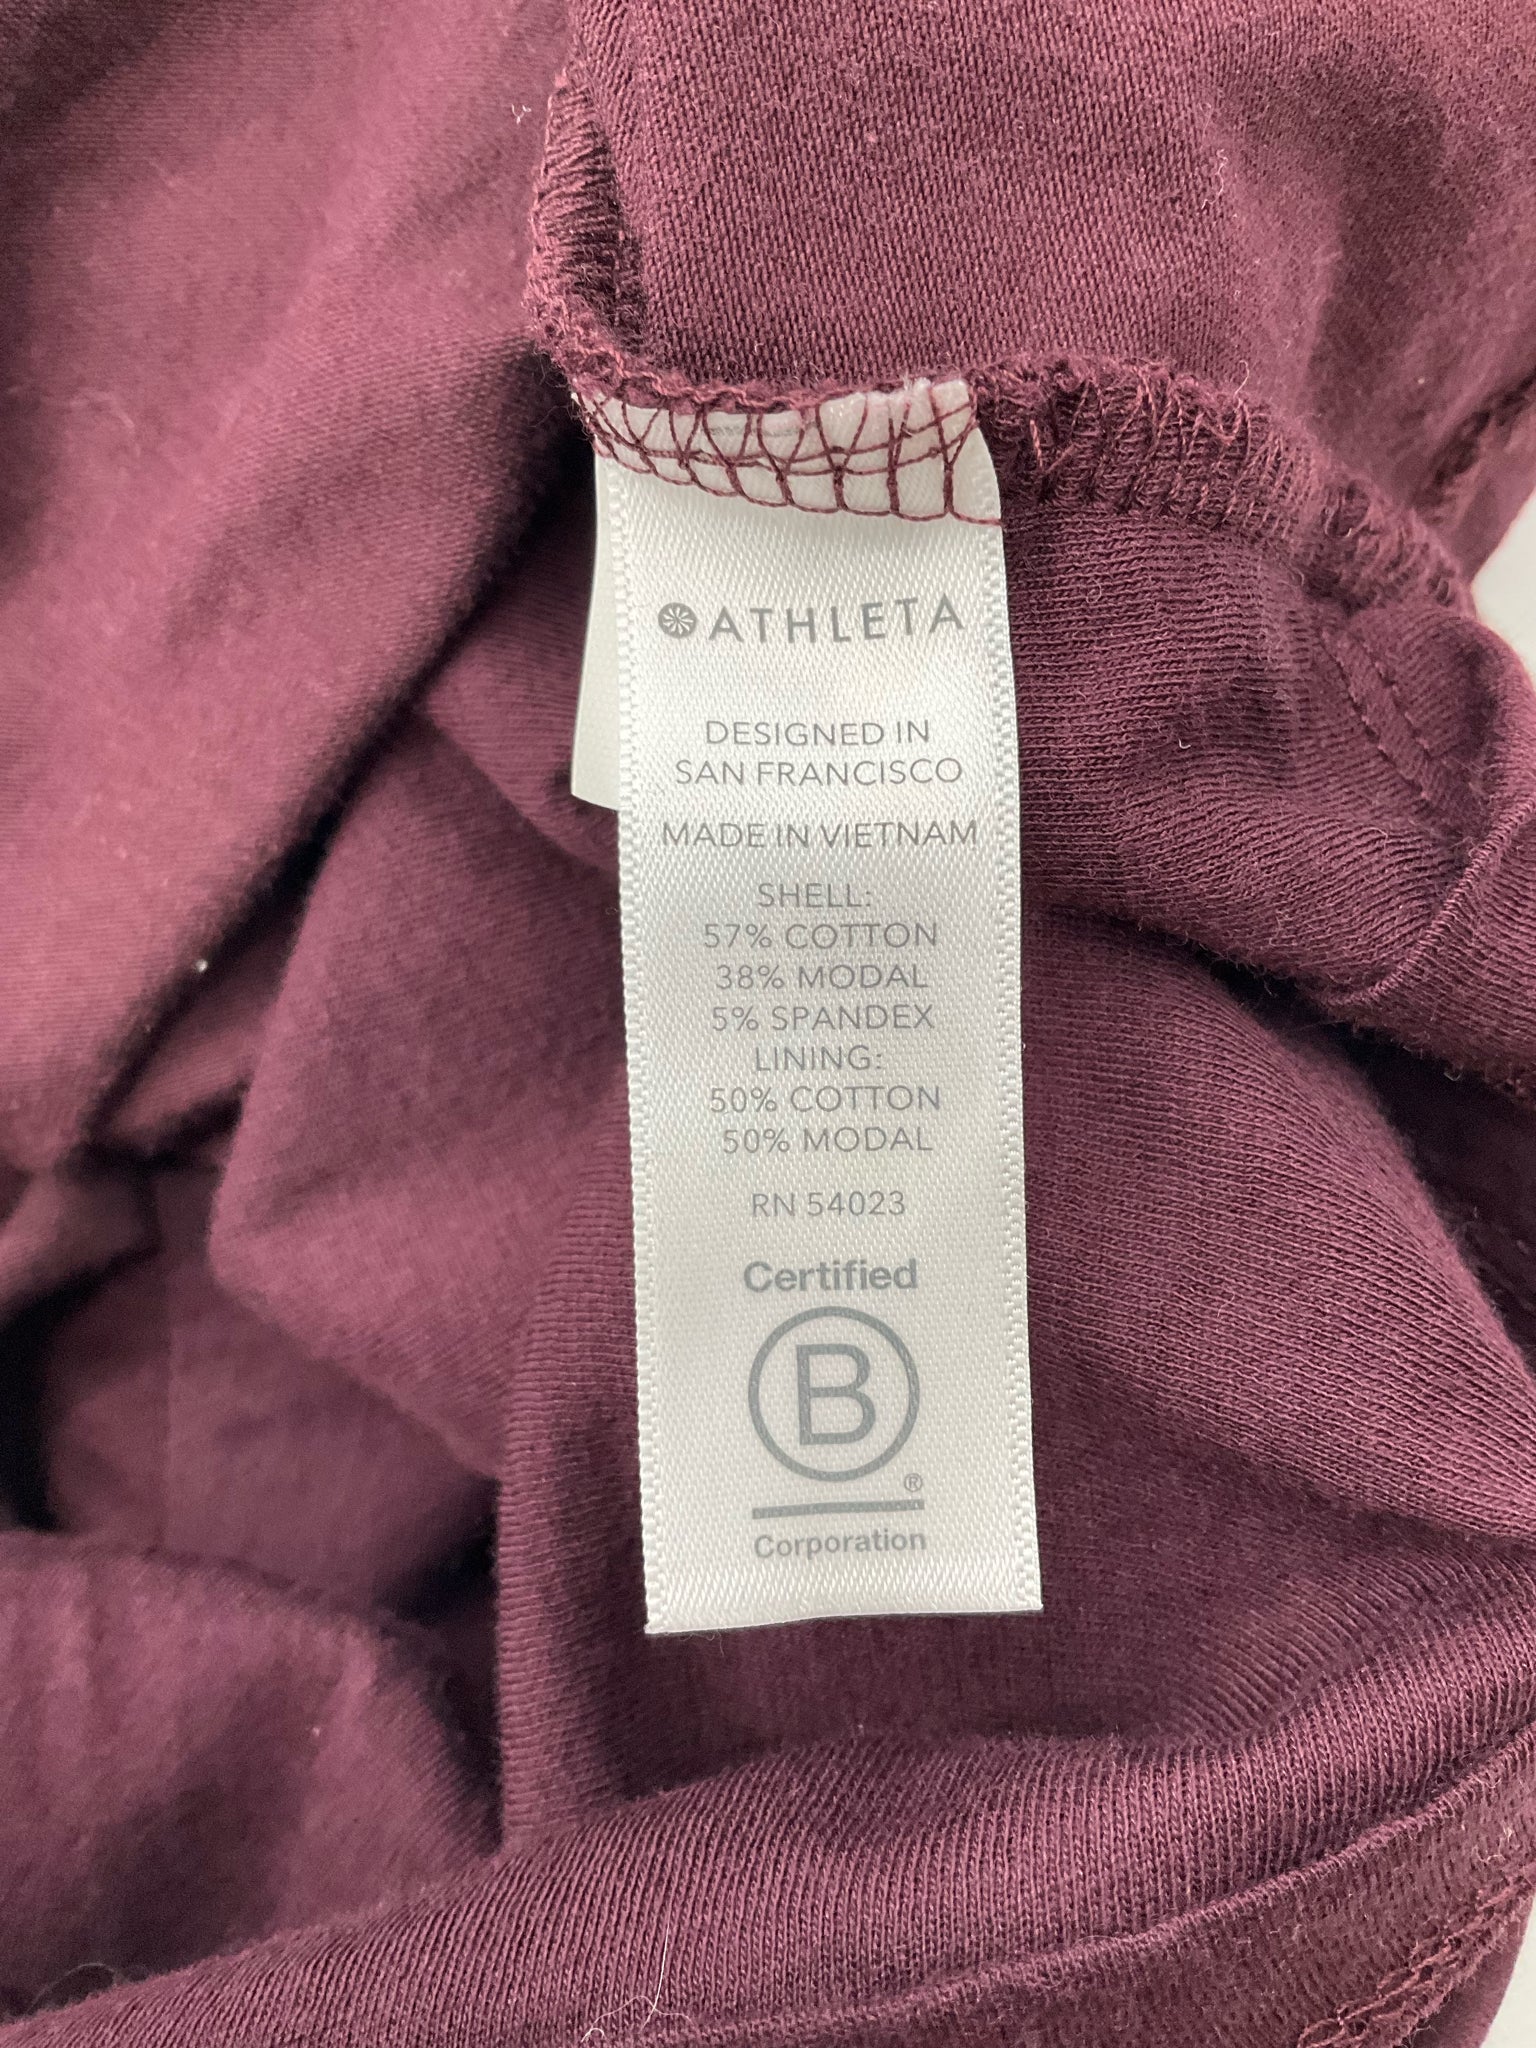 ATHLETA
DESIGNED IN
SAN FRANCISCO
MADE IN VIETNAM
SHELL:
57% COTTON
38% MODAL
5% SPANDEX
LINING:
50% COTTON
50% MODAL
RN 54023
Certified
B
®
Corporation